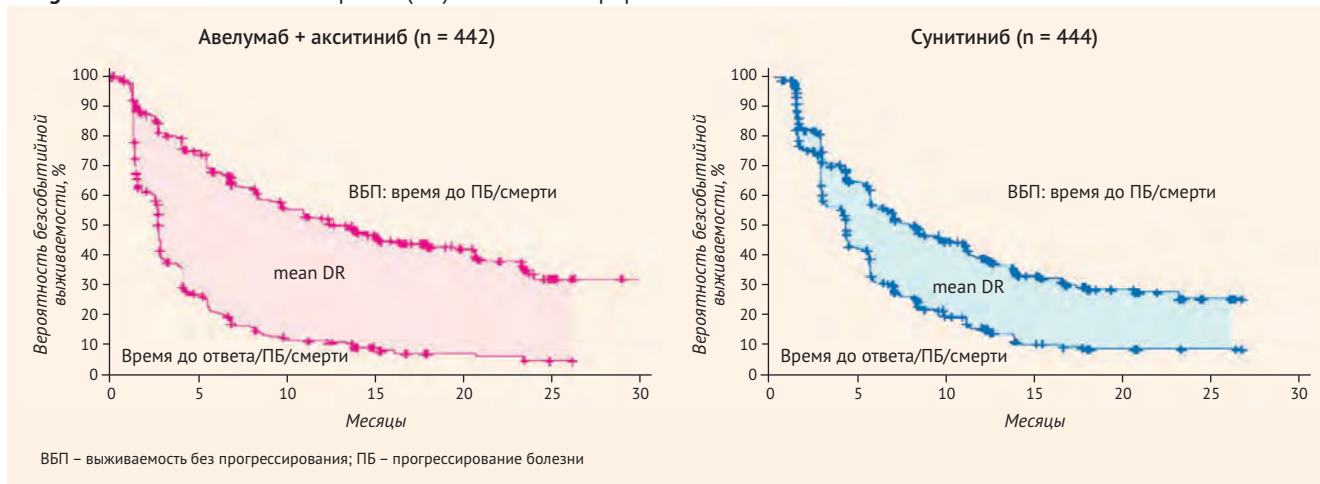 Авелумаб + акситиниб (n = 442)
Вероятность безсобытийной
выживаемости, %
100
90
80
70
60
50
40
30
20
10
0
ВБП: время до ПБ/смерти
mean DR
Время до ответа/ПБ/смерти
0 5 10 15 20 25 30
Месяцы
Сунитиниб (n = 444)
Вероятность безсобытийной
выживаемости, %
100
90
80
70
60
50
40
30
20
10
0
ВБП: время до ПБ/смерти
mean DR
Время до ответа/ПБ/смерти
0 5 10 15 20 25 30
Месяцы
ВБП – выживаемость без прогрессирования; ПБ – прогрессирование болезни